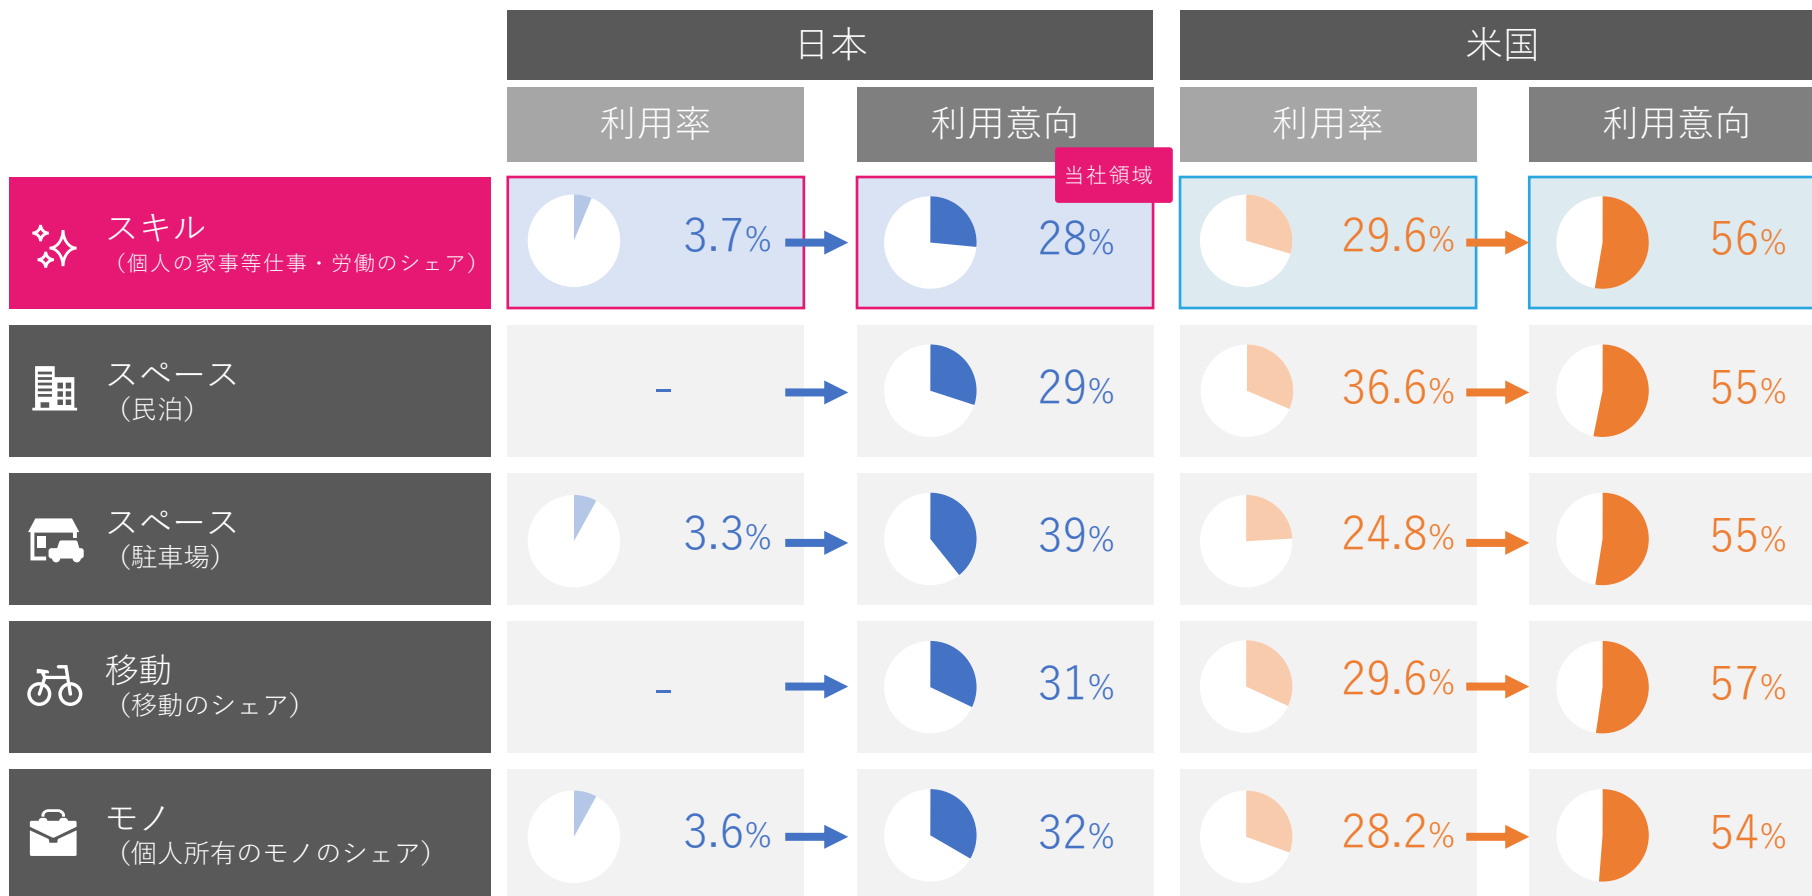 日本
米国
利用率
利用意向
利用率
利用意向
当社領域
スキル
（個人の家事等仕事・労働のシェア）
3.7%
28%
29.6%
56%
スペース
（民泊）
-
29%
36.6%
55%
スペース
（駐車場）
3.3%
39%
24.8%
55%
移動
（移動のシェア）
-
31%
29.6%
57%
モノ
（個人所有のモノのシェア）
3.6%
32%
28.2%
54%